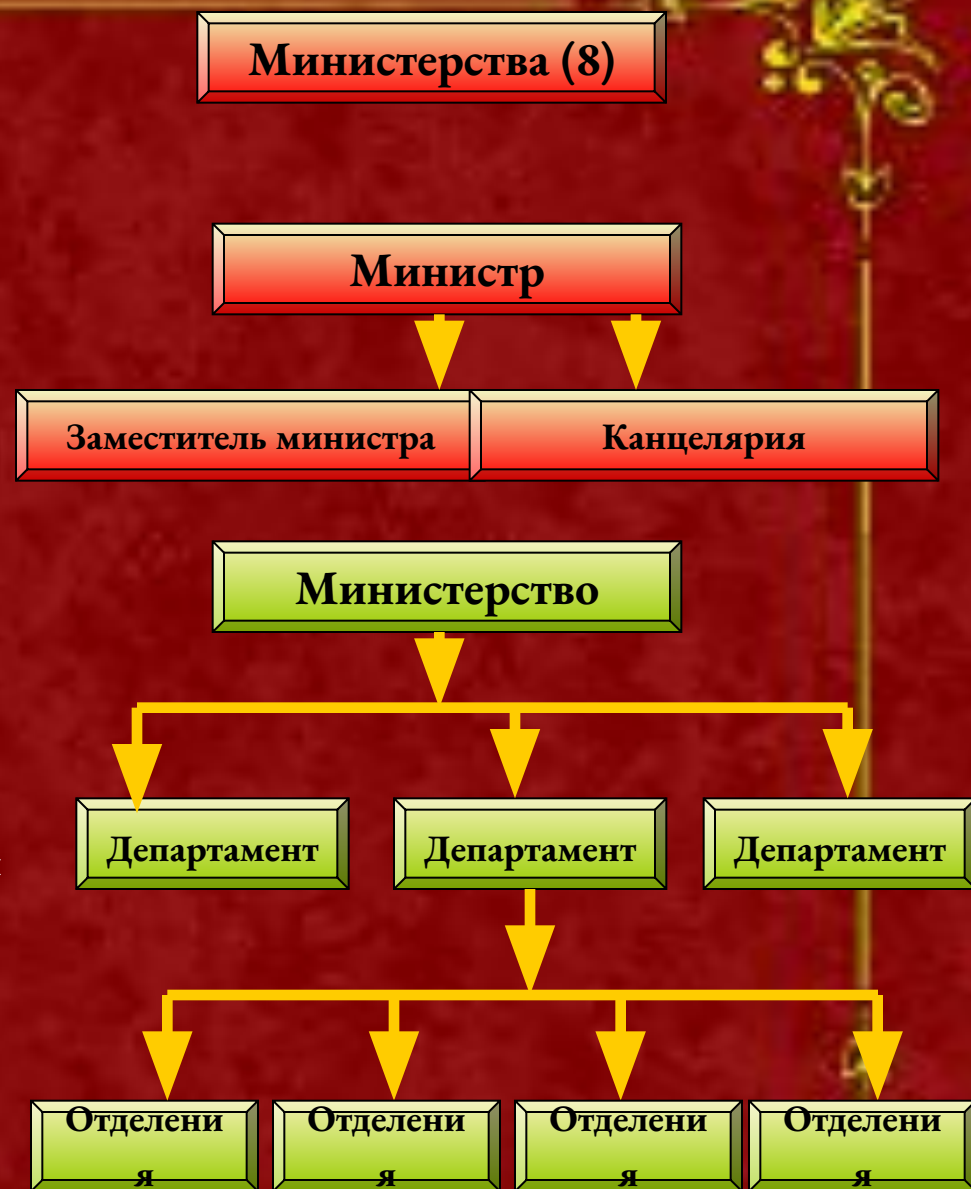 Министерства (8)
Министр
Заместитель министра
Канцелярия
Министерство
Департамент
Департамент
Департамент
Отделени
я
Отделени
я
Отделени
я
Отделени
я